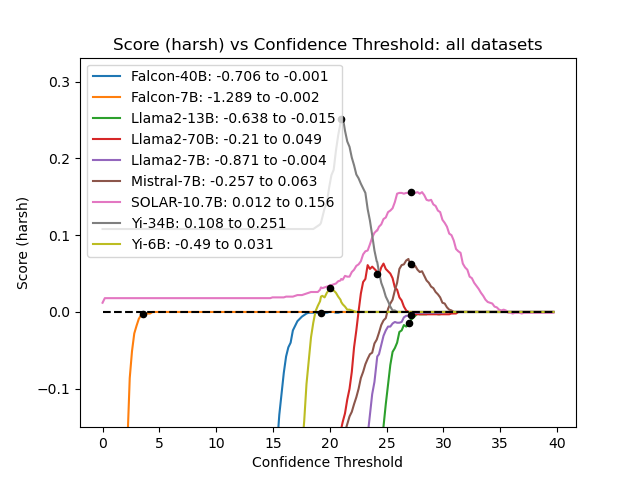 Score (harsh) vs Confidence Threshold: all datasets
Score (harsh)
0.3
0.2
0.1
0.0
−0.1
Falcon-40B: -0.706 to -0.001
Falcon-7B: -1.289 to -0.002
Llama2-13B: -0.638 to -0.015
Llama2-70B: -0.21 to 0.049
Llama2-7B: -0.871 to -0.004
Mistral-7B: -0.257 to 0.063
SOLAR-10.7B: 0.012 to 0.156
Yi-34B: 0.108 to 0.251
Yi-6B: -0.49 to 0.031
0 5 10 15 20 25 30 35 40
Confidence Threshold